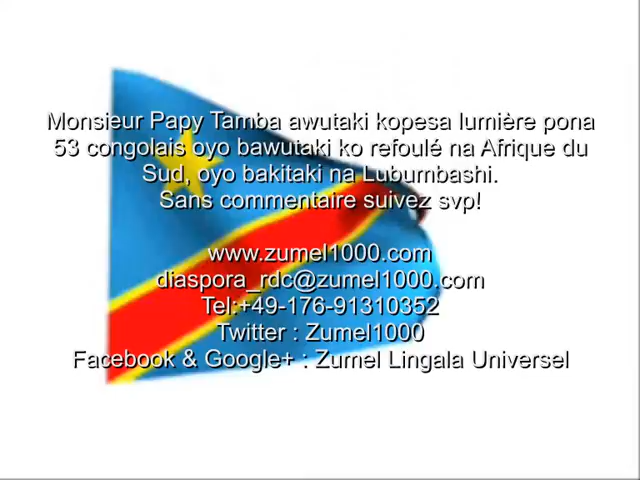 Monsieur Papy Tamba awutaki kopesa lumière pona
53 congolais oyo bawutaki ko refoulé na Afrique du
Sud, oyo bakitaki na Lubumbashi.
Sans commentaire suivez svp!
www.zumel1000.com
diaspora_rdc@zumel1000.com
Tel:+49-176-91310352
Twitter : Zumel1000
Facebook & Google+ : Zumel Lingala Universel